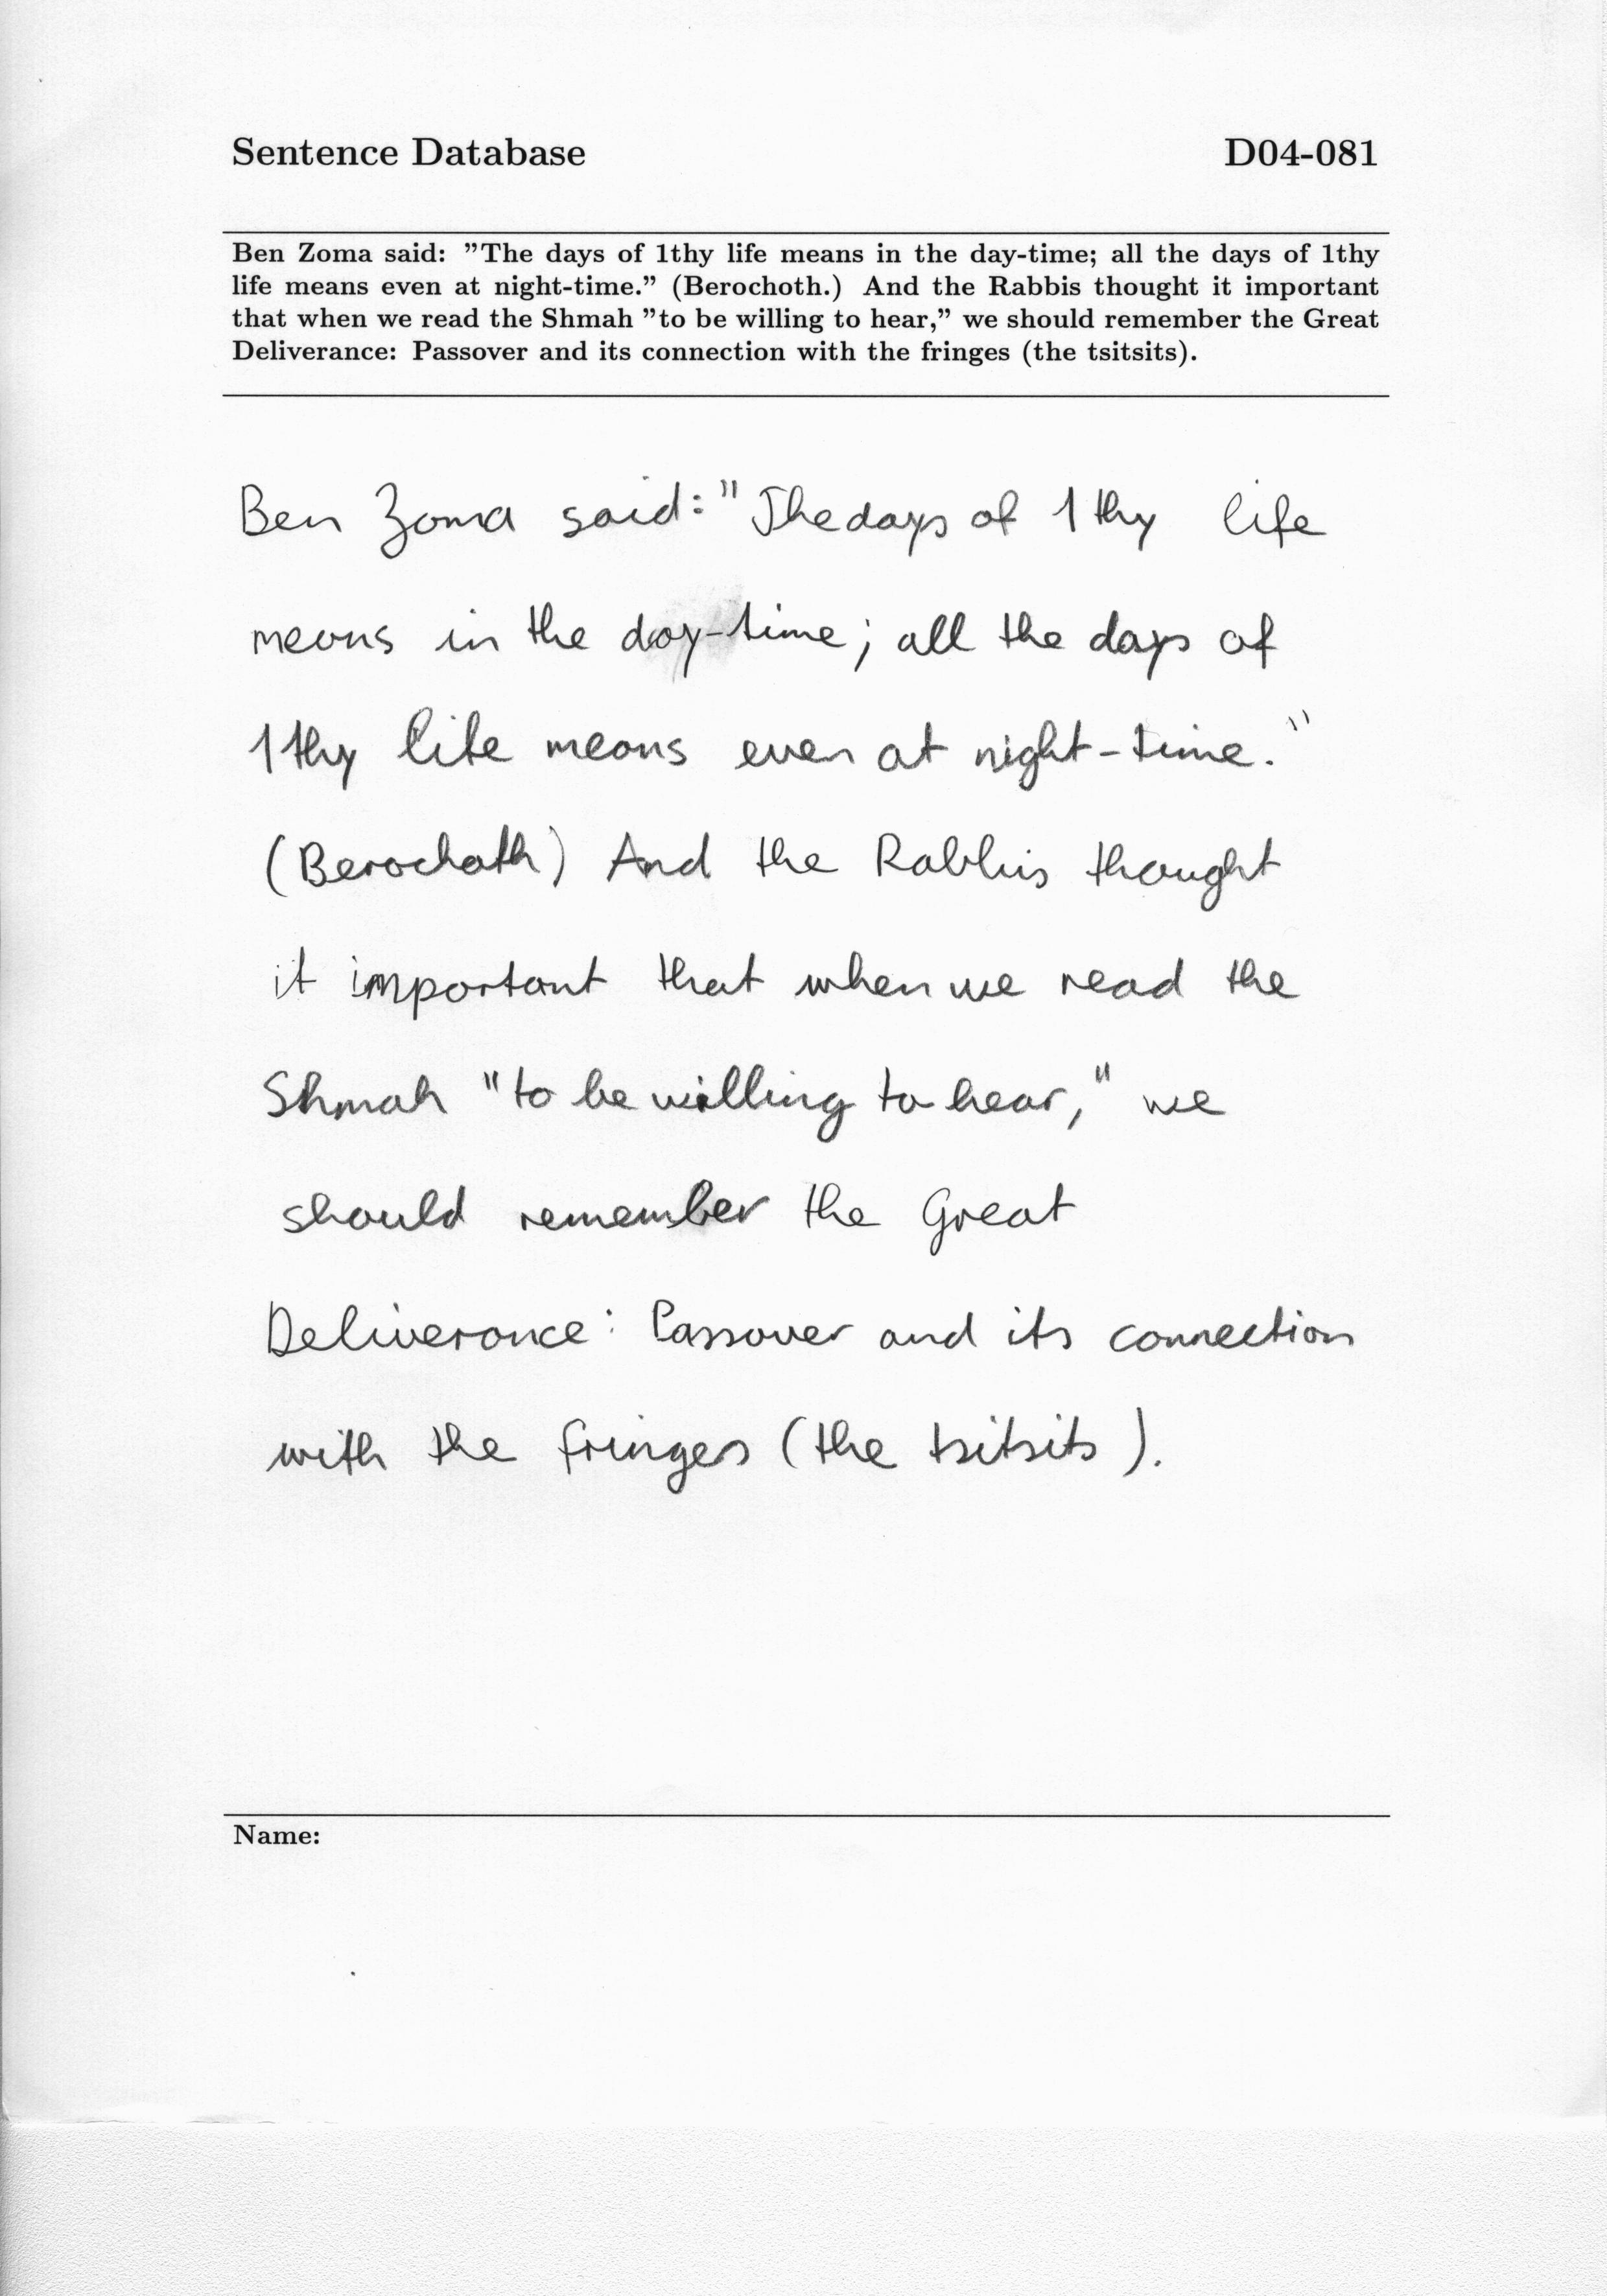 Sentence Database D04-081
Ben Zoma said: "The days of 1thy life means in the day-time; all the days of 1thy
life means even at night-time." (Berochoth.) And the Rabbis thought it important
that when we read the Shmah "to be willing to hear," we should remember the Great
Deliverance: Passover and its connection with the fringes (the tsitsits).
Ben Zoma said: "The days of 1thy life
means in the day-time; all the days of
1thy life means even at night-time."
(Berochoth) And the Rabbis thought
it important that when we read the
Shmah "to be willing to hear," we
should remember the Great
Deliverance: Passover and its connection
with the fringes (the tsitsits).
Name: